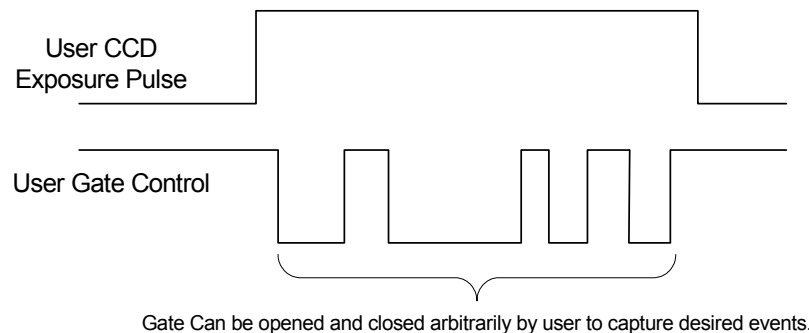 User CCD
Exposure Pulse
User Gate Control
Gate Can be opened and closed arbitrarily by user to capture desired events.